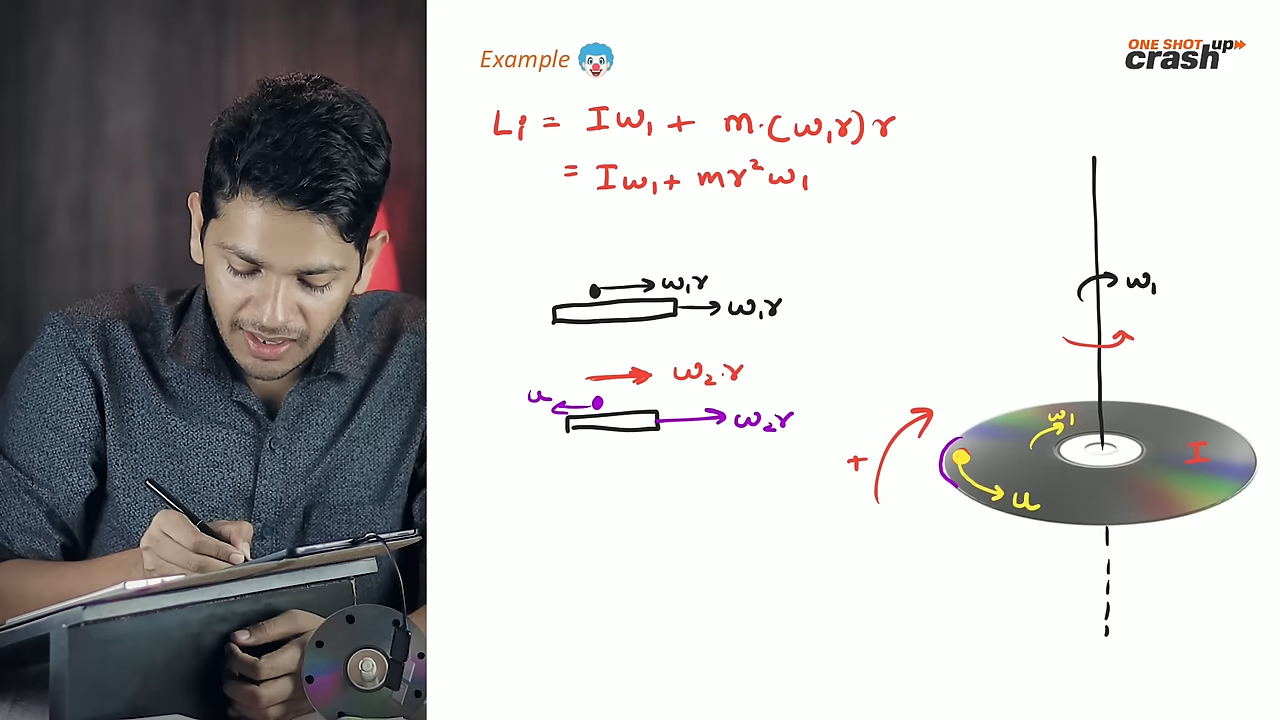 Example
ONE SHOT
crash up
Li = Iω₁ + m.(ω₁r) r
= Iω₁ + mr²ω₁
ω₁r
ω₁r
ω₂.r
u
ω₂r
ω₁
+
ω₁
I
u